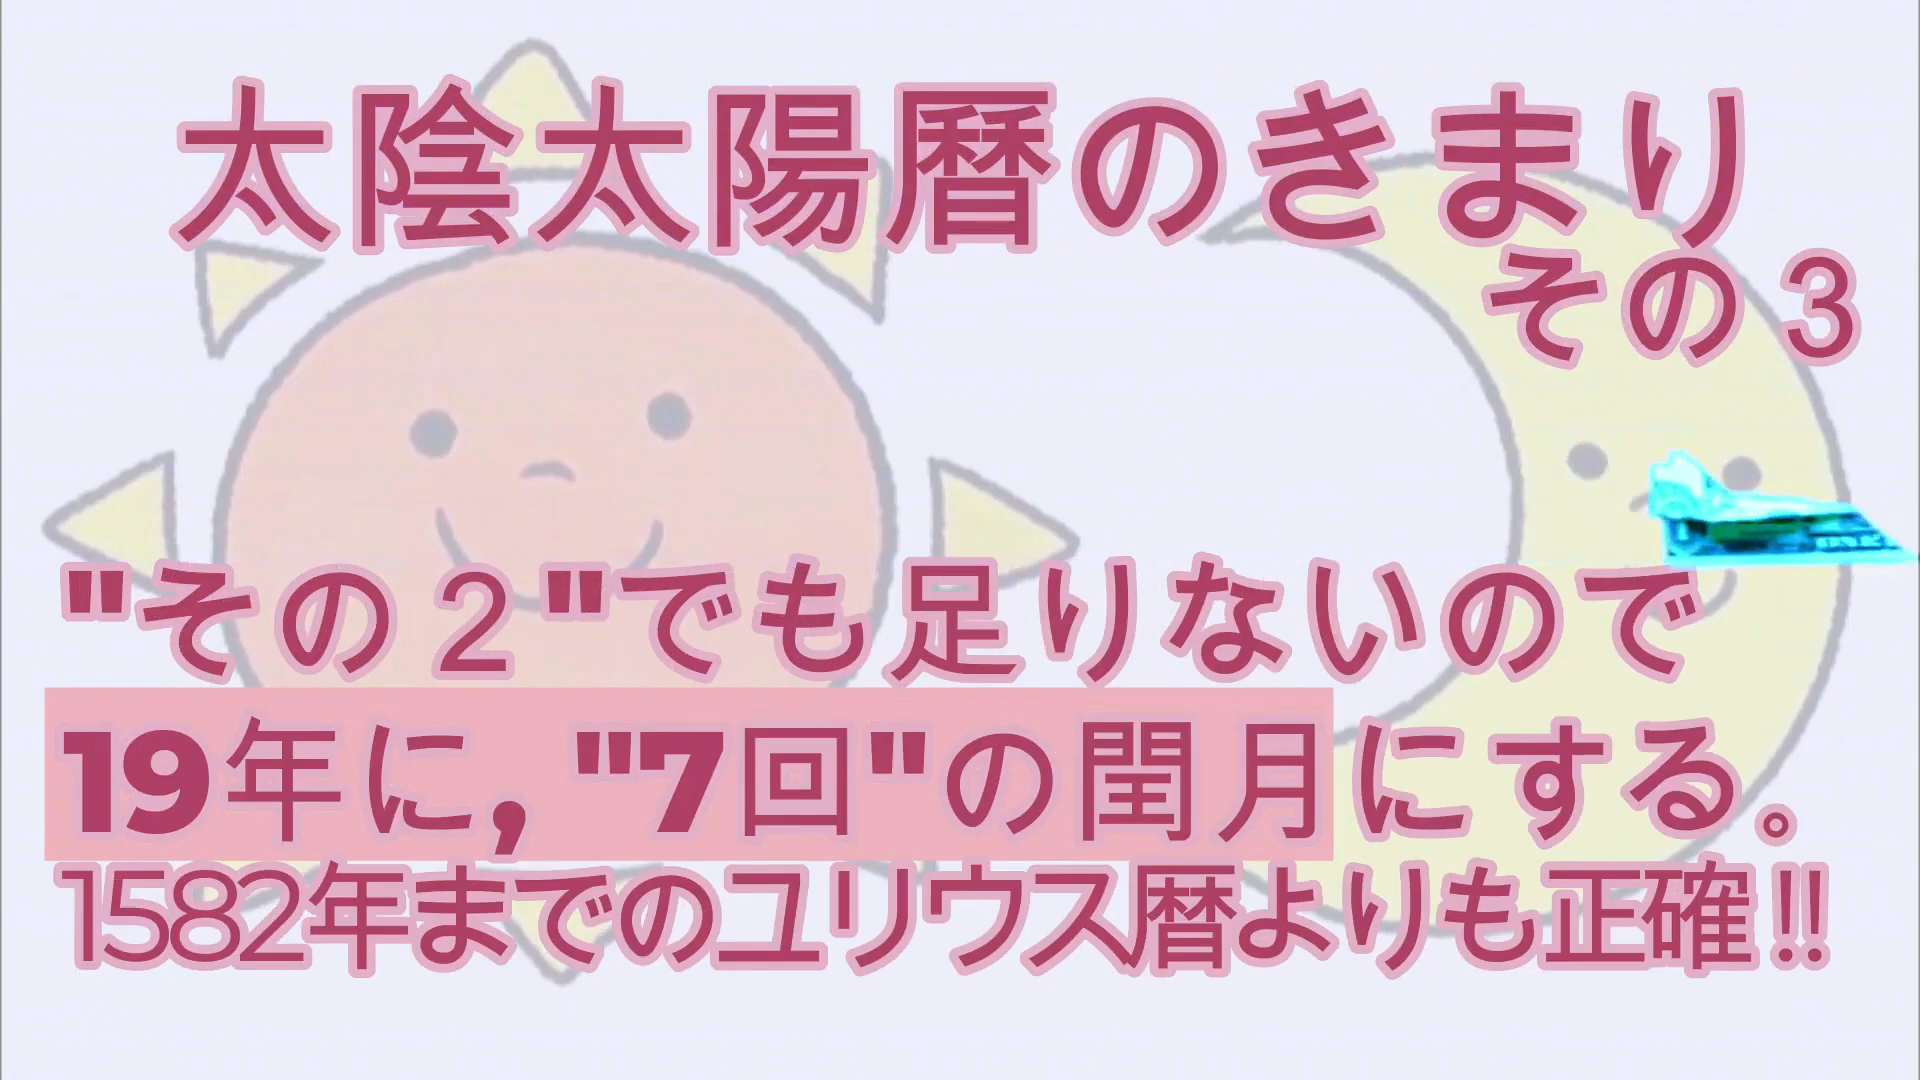 太陰太陽暦のきまり
その３
"その２"でも足りないので
19年に, "7回"の閏月にする。
1582年までのユリウス暦よりも正確!!